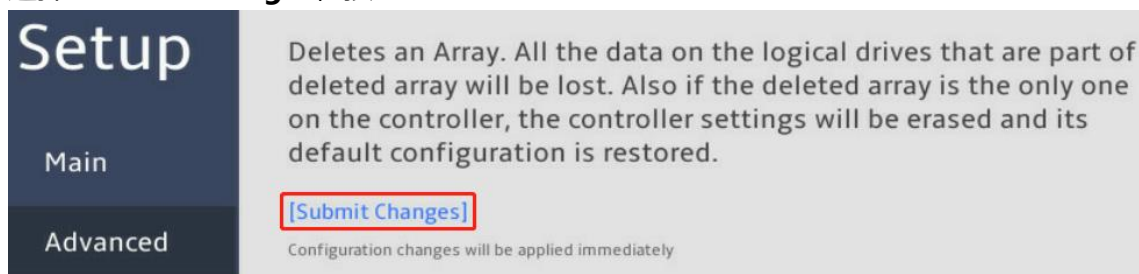 Setup
Main
Advanced
Deletes an Array. All the data on the logical drives that are part of
deleted array will be lost. Also if the deleted array is the only one
on the controller, the controller settings will be erased and its
default configuration is restored.
[Submit Changes]
Configuration changes will be applied immediately